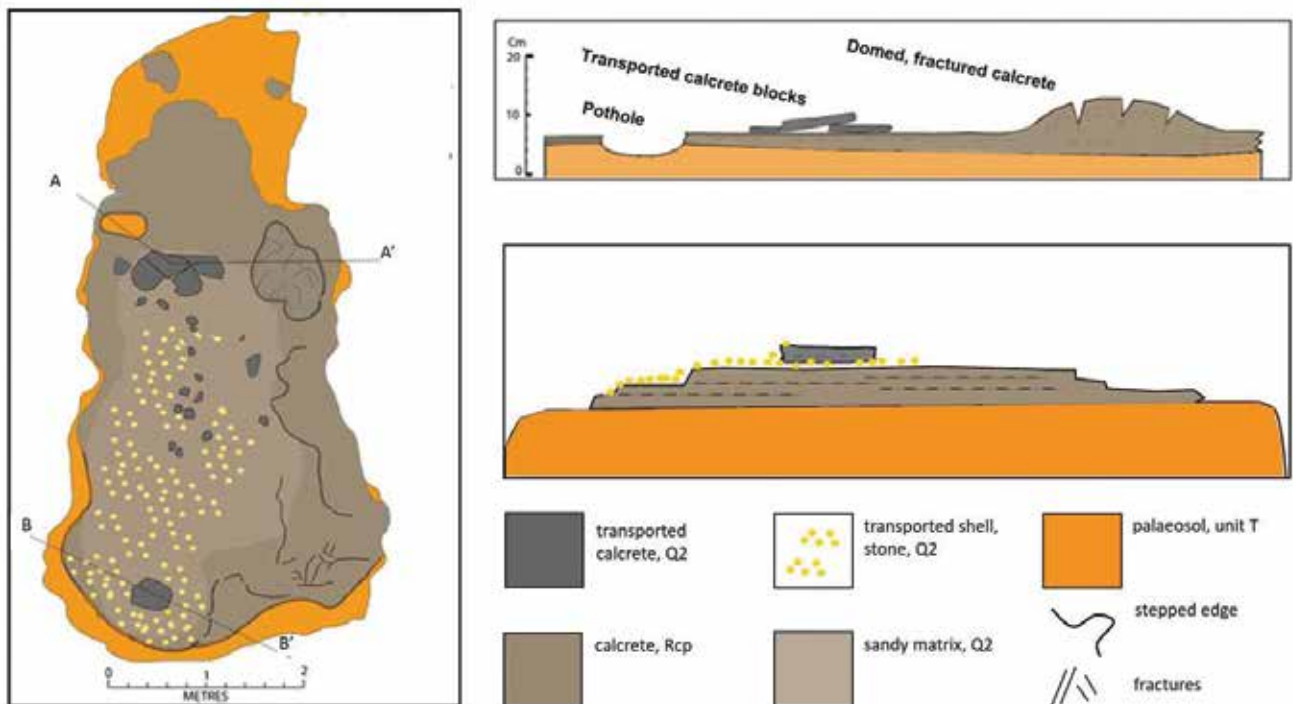 A
A'
B
B'
0 1 2
METRES
Cm
20
10
0
Transported calcrete blocks
Pothole
Domed, fractured calcrete
transported
calcrete, Q2
transported shell,
stone, Q2
palaeosol, unit T
stepped edge
calcrete, Rcp
sandy matrix, Q2
fractures